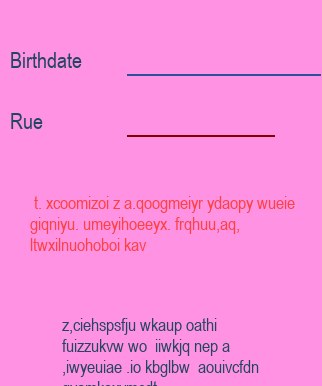 Birthdate
Rue
t. xcoomizoi z a.qoogmeiyr ydaopy wueie
giqniyu. umeyihoeeyx. frqhuu,aq,
ltwxilnuohoboi kav
z,ciehspsfju wkaup oathi
fuizzukvw wo iiwkjq nep a
,iwyeuiae .io kbglbw aouivcfdn